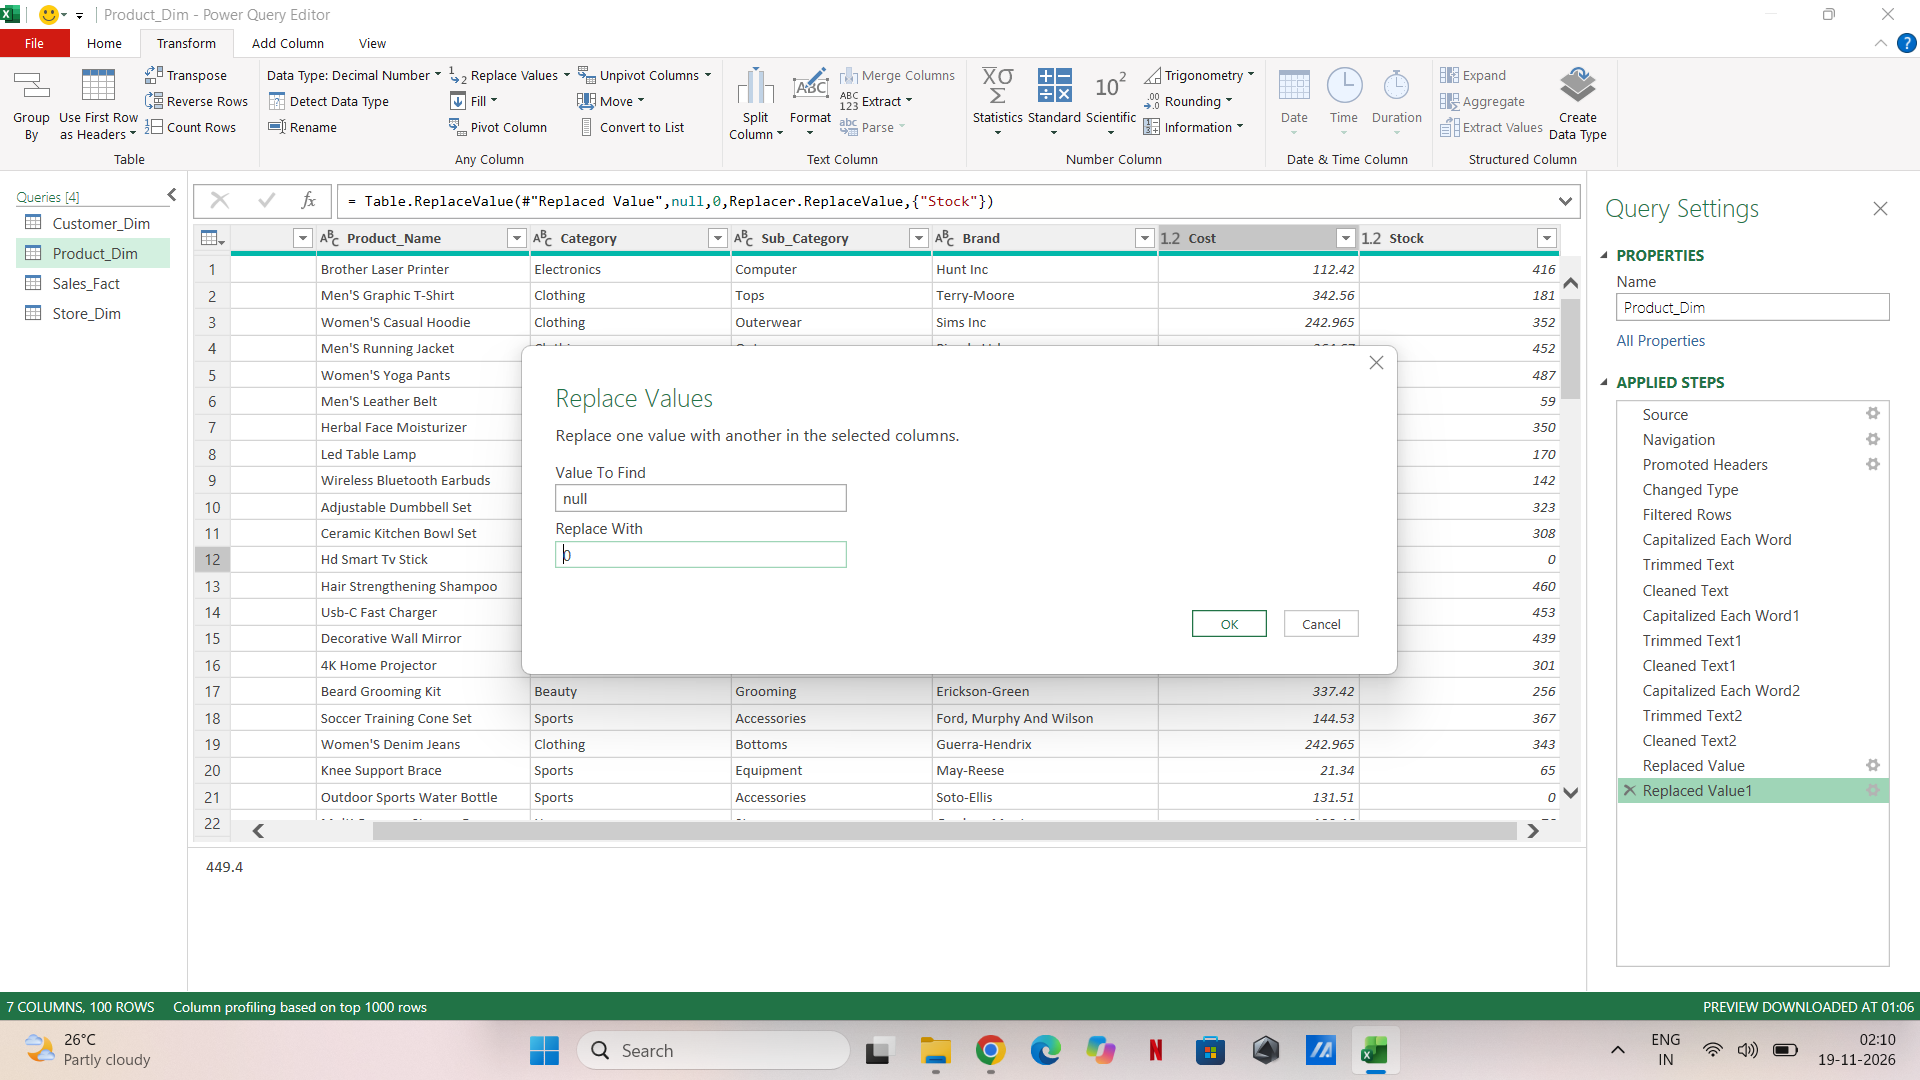 Product_Dim - Power Query Editor
File
Home
Transform
Add Column
View
Group By
Use First Row as Headers
Transpose
Reverse Rows
Count Rows
Table
Data Type: Decimal Number
Detect Data Type
Rename
Replace Values
Fill
Pivot Column
Unpivot Columns
Move
Convert to List
Any Column
Split Column
Format
Merge Columns
Extract
Parse
Text Column
Statistics
Standard
Scientific
Trigonometry
Rounding
Information
Number Column
Date
Time
Duration
Date & Time Column
Expand
Aggregate
Extract Values
Create Data Type
Structured Column
Queries [4]
Customer_Dim
Product_Dim
Sales_Fact
Store_Dim
fx
= Table.ReplaceValue(#"Replaced Value",null,0,Replacer.ReplaceValue,{"Stock"})
Product_Name Category Sub_Category Brand 1.2 Cost 1.2 Stock
1 Brother Laser Printer Electronics Computer Hunt Inc 112.42 416
2 Men'S Graphic T-Shirt Clothing Tops Terry-Moore 342.56 181
3 Women'S Casual Hoodie Clothing Outerwear Sims Inc 242.965 352
4 Men'S Running Jacket 452
5 Women'S Yoga Pants 487
6 Men'S Leather Belt 59
7 Herbal Face Moisturizer 350
8 Led Table Lamp 170
9 Wireless Bluetooth Earbuds 142
10 Adjustable Dumbbell Set 323
11 Ceramic Kitchen Bowl Set 308
12 Hd Smart Tv Stick 0
13 Hair Strengthening Shampoo 460
14 Usb-C Fast Charger 453
15 Decorative Wall Mirror 439
16 4K Home Projector 301
17 Beard Grooming Kit Beauty Grooming Erickson-Green 337.42 256
18 Soccer Training Cone Set Sports Accessories Ford, Murphy And Wilson 144.53 367
19 Women'S Denim Jeans Clothing Bottoms Guerra-Hendrix 242.965 343
20 Knee Support Brace Sports Equipment May-Reese 21.34 65
21 Outdoor Sports Water Bottle Sports Accessories Soto-Ellis 131.51 0
22
449.4
Replace Values
Replace one value with another in the selected columns.
Value To Find
null
Replace With
0
OK
Cancel
Query Settings
PROPERTIES
Name
Product_Dim
All Properties
APPLIED STEPS
Source
Navigation
Promoted Headers
Changed Type
Filtered Rows
Capitalized Each Word
Trimmed Text
Cleaned Text
Capitalized Each Word1
Trimmed Text1
Cleaned Text1
Capitalized Each Word2
Trimmed Text2
Cleaned Text2
Replaced Value
Replaced Value1
7 COLUMNS, 100 ROWS
Column profiling based on top 1000 rows
PREVIEW DOWNLOADED AT 01:06
26°C
Partly cloudy
Search
ENG
IN
02:10
19-11-2026